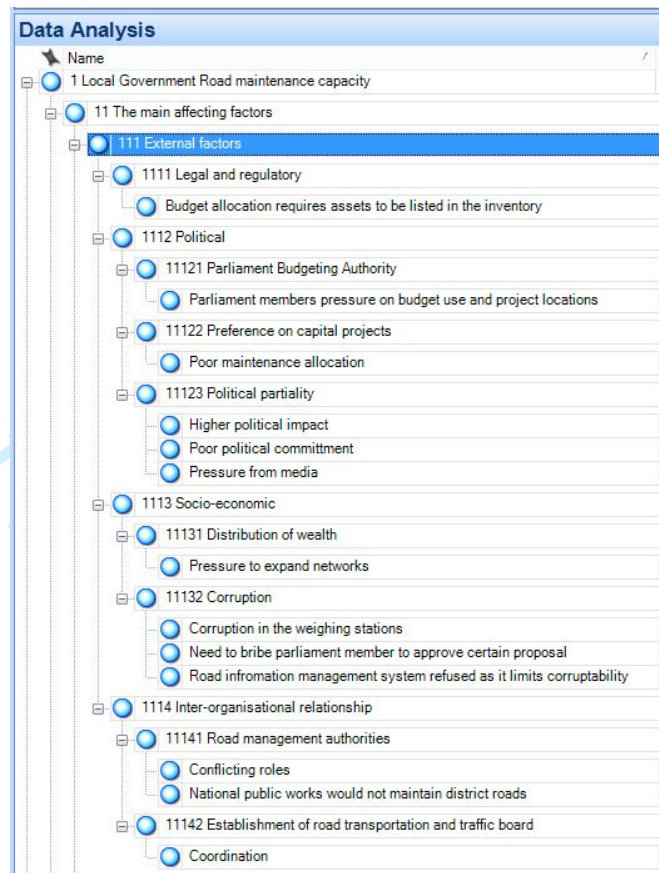 Data Analysis
Name
1 Local Government Road maintenance capacity
11 The main affecting factors
111 External factors
1111 Legal and regulatory
Budget allocation requires assets to be listed in the inventory
1112 Political
11121 Parliament Budgeting Authority
Parliament members pressure on budget use and project locations
11122 Preference on capital projects
Poor maintenance allocation
11123 Political partiality
Higher political impact
Poor political committment
Pressure from media
1113 Socio-economic
11131 Distribution of wealth
Pressure to expand networks
11132 Corruption
Corruption in the weighing stations
Need to bribe parliament member to approve certain proposal
Road infromation management system refused as it limits corruptability
1114 Inter-organisational relationship
11141 Road management authorities
Conflicting roles
National public works would not maintain district roads
11142 Establishment of road transportation and traffic board
Coordination